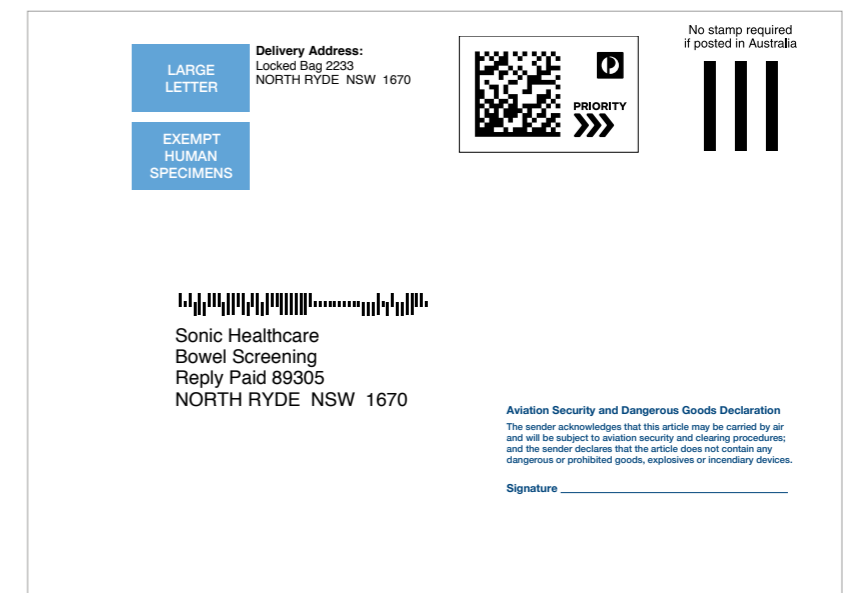 LARGE
LETTER
Delivery Address:
Locked Bag 2233
NORTH RYDE  NSW  1670
EXEMPT
HUMAN
SPECIMENS
PRIORITY
No stamp required
if posted in Australia
Sonic Healthcare
Bowel Screening
Reply Paid 89305
NORTH RYDE  NSW  1670
Aviation Security and Dangerous Goods Declaration
The sender acknowledges that this article may be carried by air
and will be subject to aviation security and clearing procedures;
and the sender declares that the article does not contain any
dangerous or prohibited goods, explosives or incendiary devices.
Signature